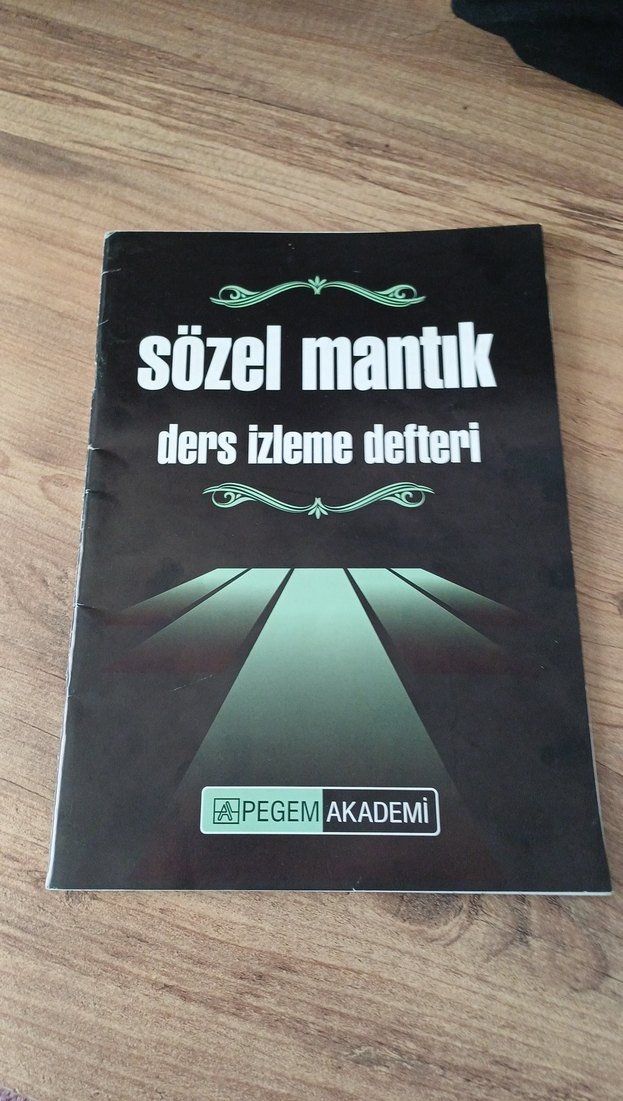 sözel mantık
ders izleme defteri
PEGEM AKADEMİ